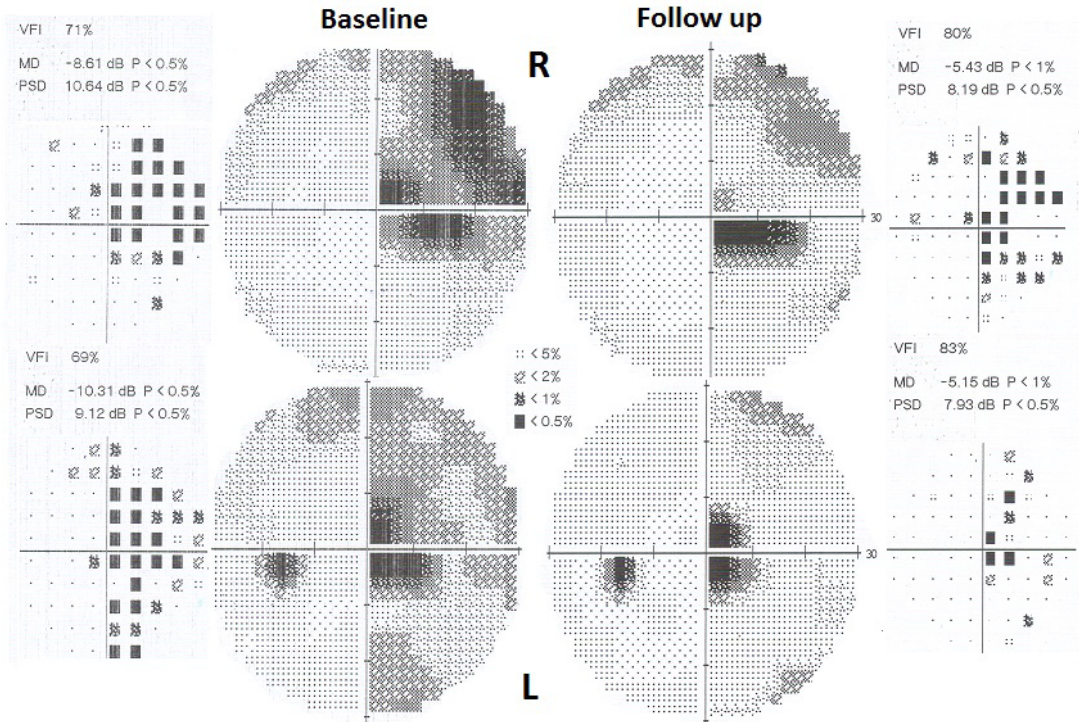 Baseline
Follow up
R
VFI 71%
MD -8.61 dB P < 0.5%
PSD 10.64 dB P < 0.5%
VFI 80%
MD -5.43 dB P < 1%
PSD 8.19 dB P < 0.5%
30
VFI 69%
MD -10.31 dB P < 0.5%
PSD 9.12 dB P < 0.5%
< 5%
< 2%
< 1%
< 0.5%
VFI 83%
MD -5.15 dB P < 1%
PSD 7.93 dB P < 0.5%
30
L